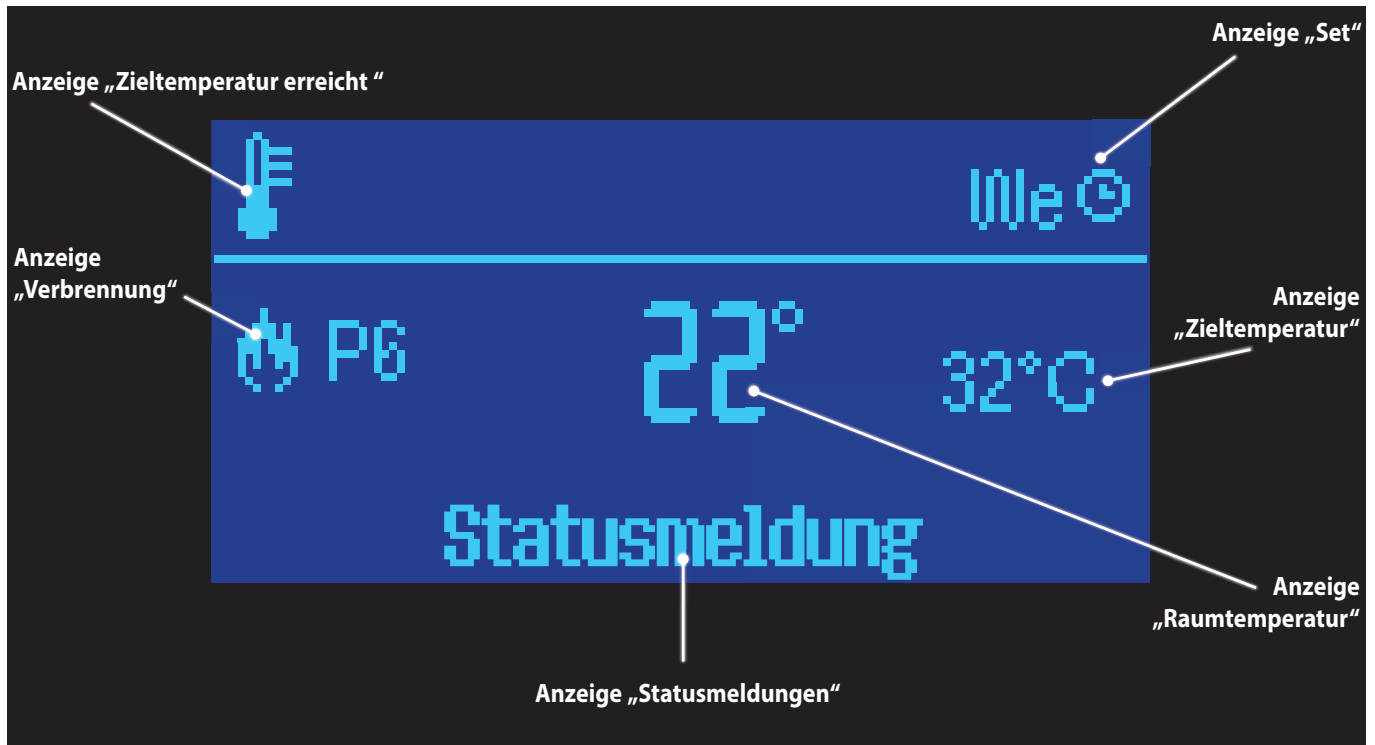 Anzeige „Set“
Anzeige „Zieltemperatur erreicht “
We
Anzeige
„Verbrennung“
P6
22°
32°C
Anzeige
„Zieltemperatur“
Statusmeldung
Anzeige
„Raumtemperatur“
Anzeige „Statusmeldungen“